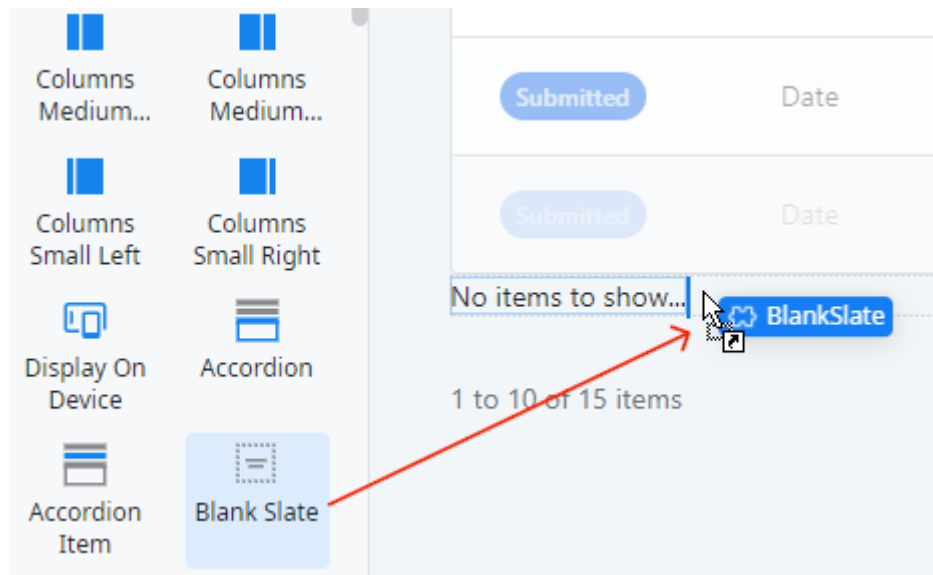 Columns
Medium...
Columns
Medium...
Columns
Small Left
Columns
Small Right
Display On
Device
Accordion
Accordion
Item
Blank Slate
Submitted
Date
Submitted
Date
No items to show...
BlankSlate
1 to 10 of 15 items